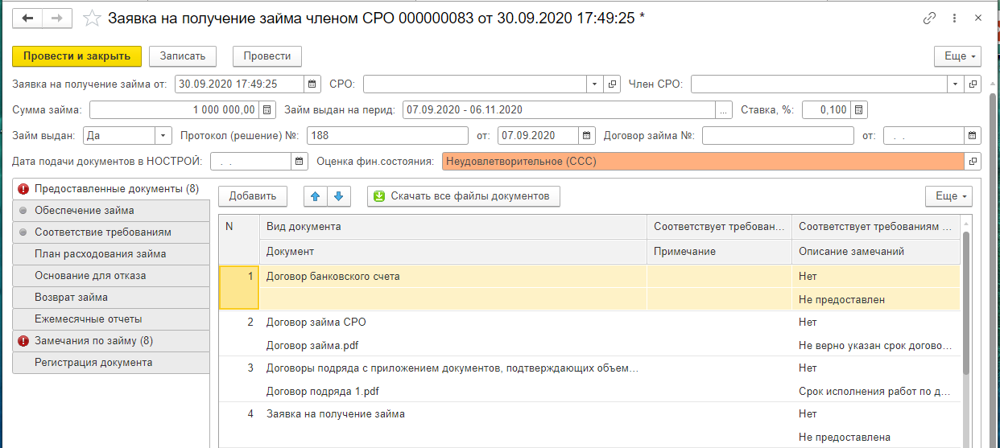 Заявка на получение займа членом СРО 000000083 от 30.09.2020 17:49:25 *
Провести и закрыть Записать Провести Еще
Заявка на получение займа от: 30.09.2020 17:49:25 СРО: Член СРО:
Сумма займа: 1 000 000,00 Займ выдан на перид: 07.09.2020 - 06.11.2020 ... Ставка, %: 0,100
Займ выдан: Да Протокол (решение) №: 188 от: 07.09.2020 Договор займа №: от: . .
Дата подачи документов в НОСТРОЙ: . . Оценка фин.состояния: Неудовлетворительное (ССС)
Предоставленные документы (8)
Обеспечение займа
Соответствие требованиям
План расходования займа
Основание для отказа
Возврат займа
Ежемесячные отчеты
Замечания по займу (8)
Регистрация документа
Добавить Скачать все файлы документов Еще
N Вид документа Соответствует требован... Соответствует требованиям ...
Документ Примечание Описание замечаний
1 Договор банковского счета Нет
Не предоставлен
2 Договор займа СРО Нет
Договор займа.pdf Не верно указан срок догово...
3 Договоры подряда с приложением документов, подтверждающих объем... Нет
Договор подряда 1.pdf Срок исполнения работ по д...
4 Заявка на получение займа Нет
Не предоставлена